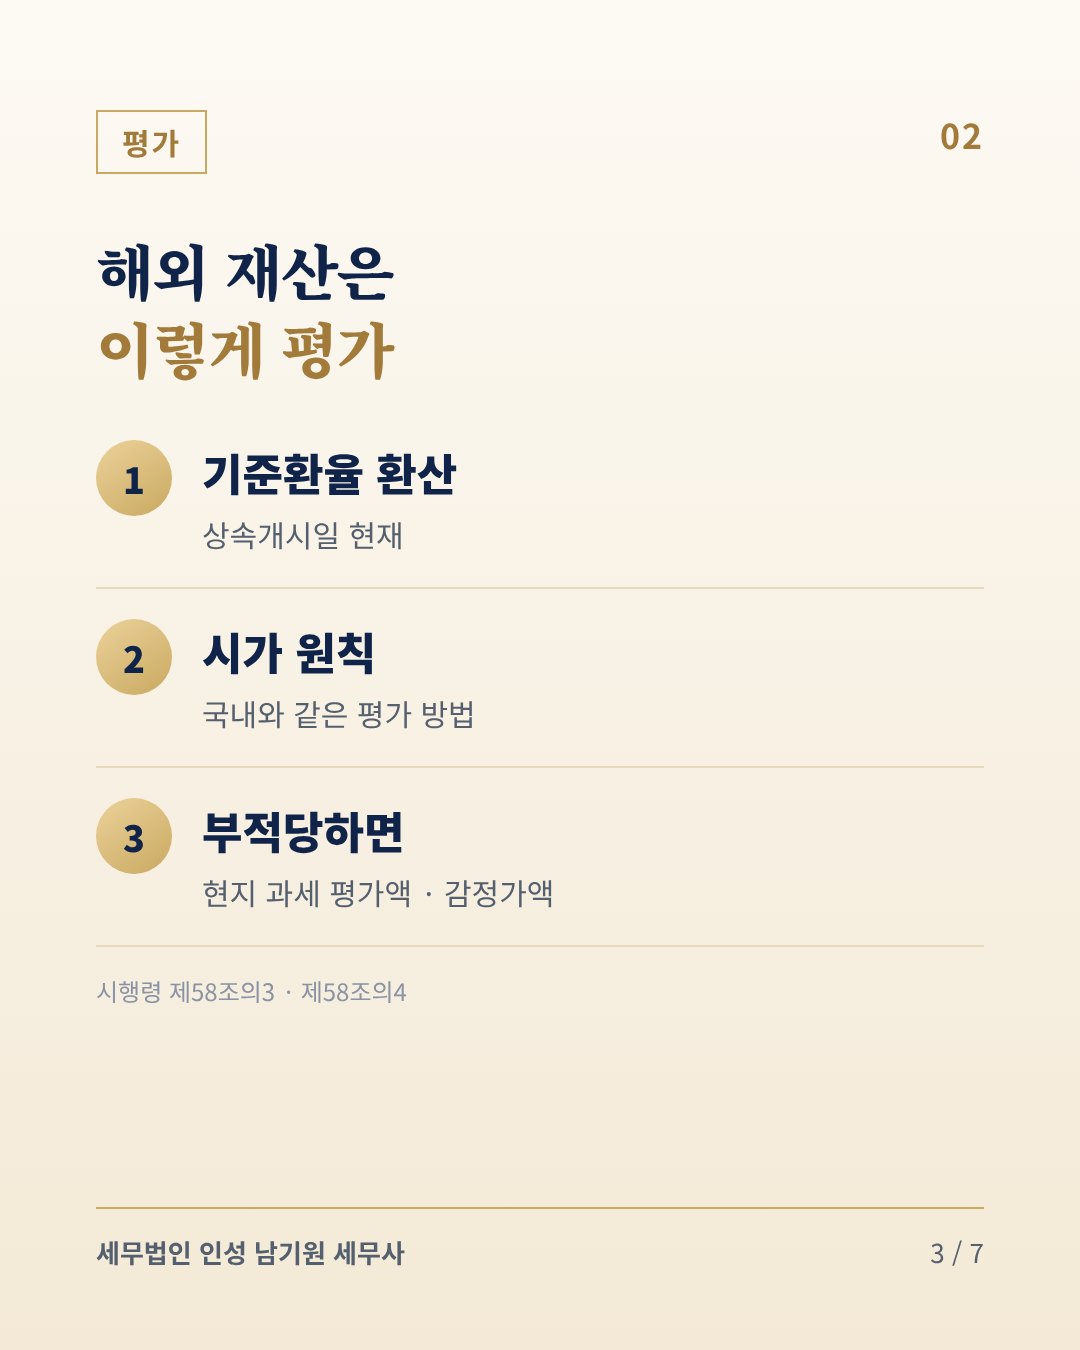 평가
02
해외 재산은
이렇게 평가
1
기준환율 환산
상속개시일 현재
2
시가 원칙
국내와 같은 평가 방법
3
부적당하면
현지 과세 평가액 · 감정가액
시행령 제58조의3 · 제58조의4
세무법인 인성 남기원 세무사
3 / 7